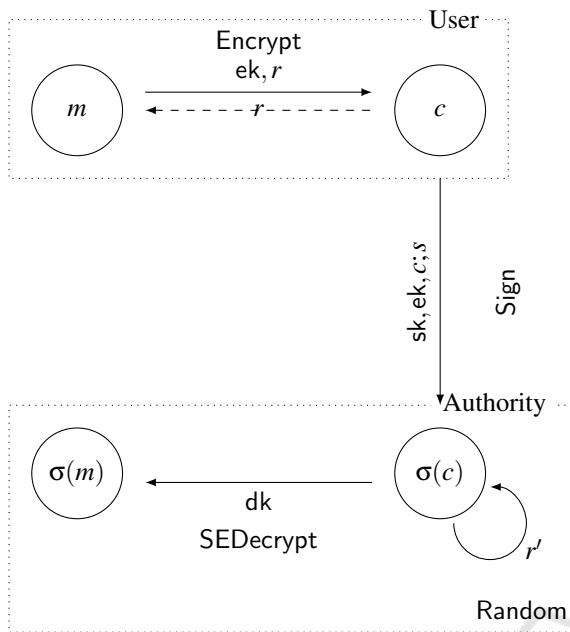 User
Encrypt
ek, r
m
r
c
sk, ek, c; s
Sign
Authority
σ(m)
σ(c)
dk
SEDecrypt
r′
Random